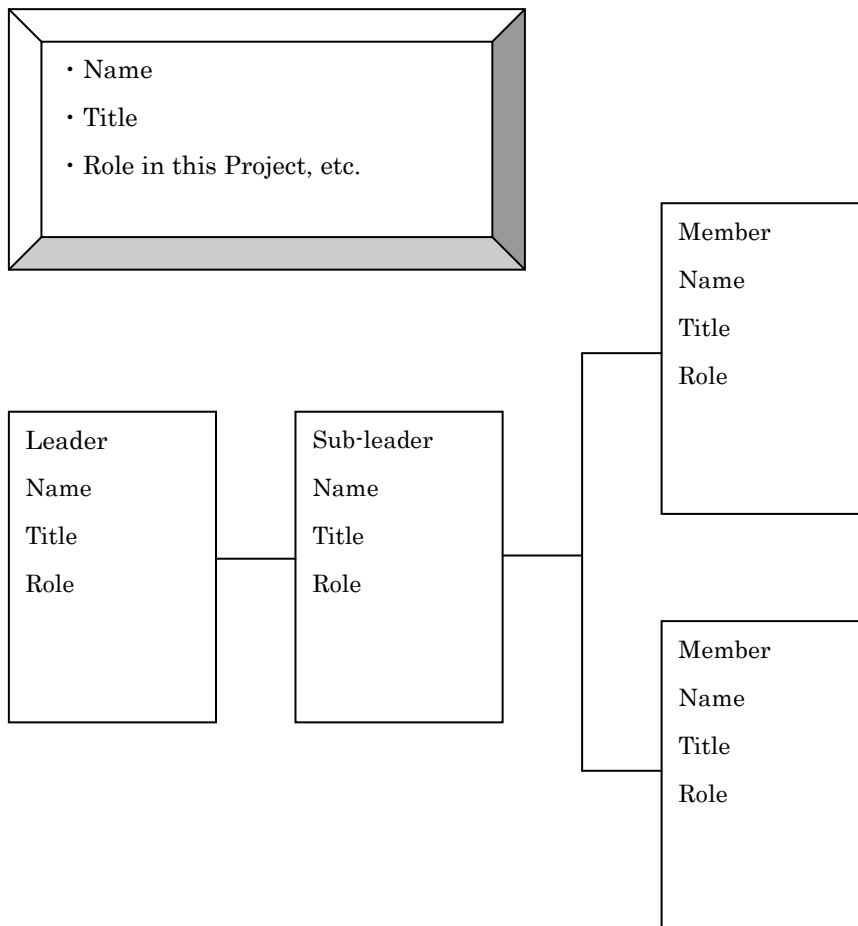 ・Name
・Title
・Role in this Project, etc.
Leader
Name
Title
Role
Sub-leader
Name
Title
Role
Member
Name
Title
Role
Member
Name
Title
Role